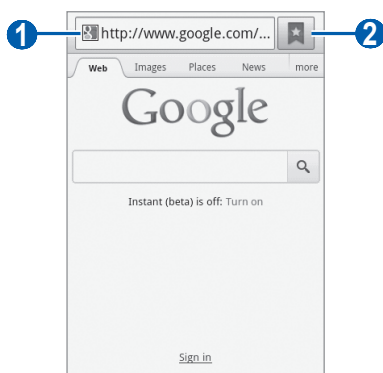 1 http://www.google.com/... 2
Web Images Places News more
Google
Instant (beta) is off: Turn on
Sign in